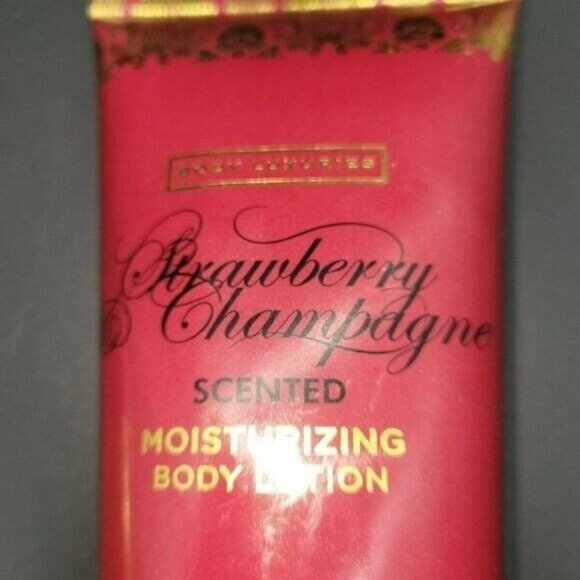 BODY LUXURIES
Strawberry
Champagne
SCENTED
MOISTURIZING
BODY LOTION